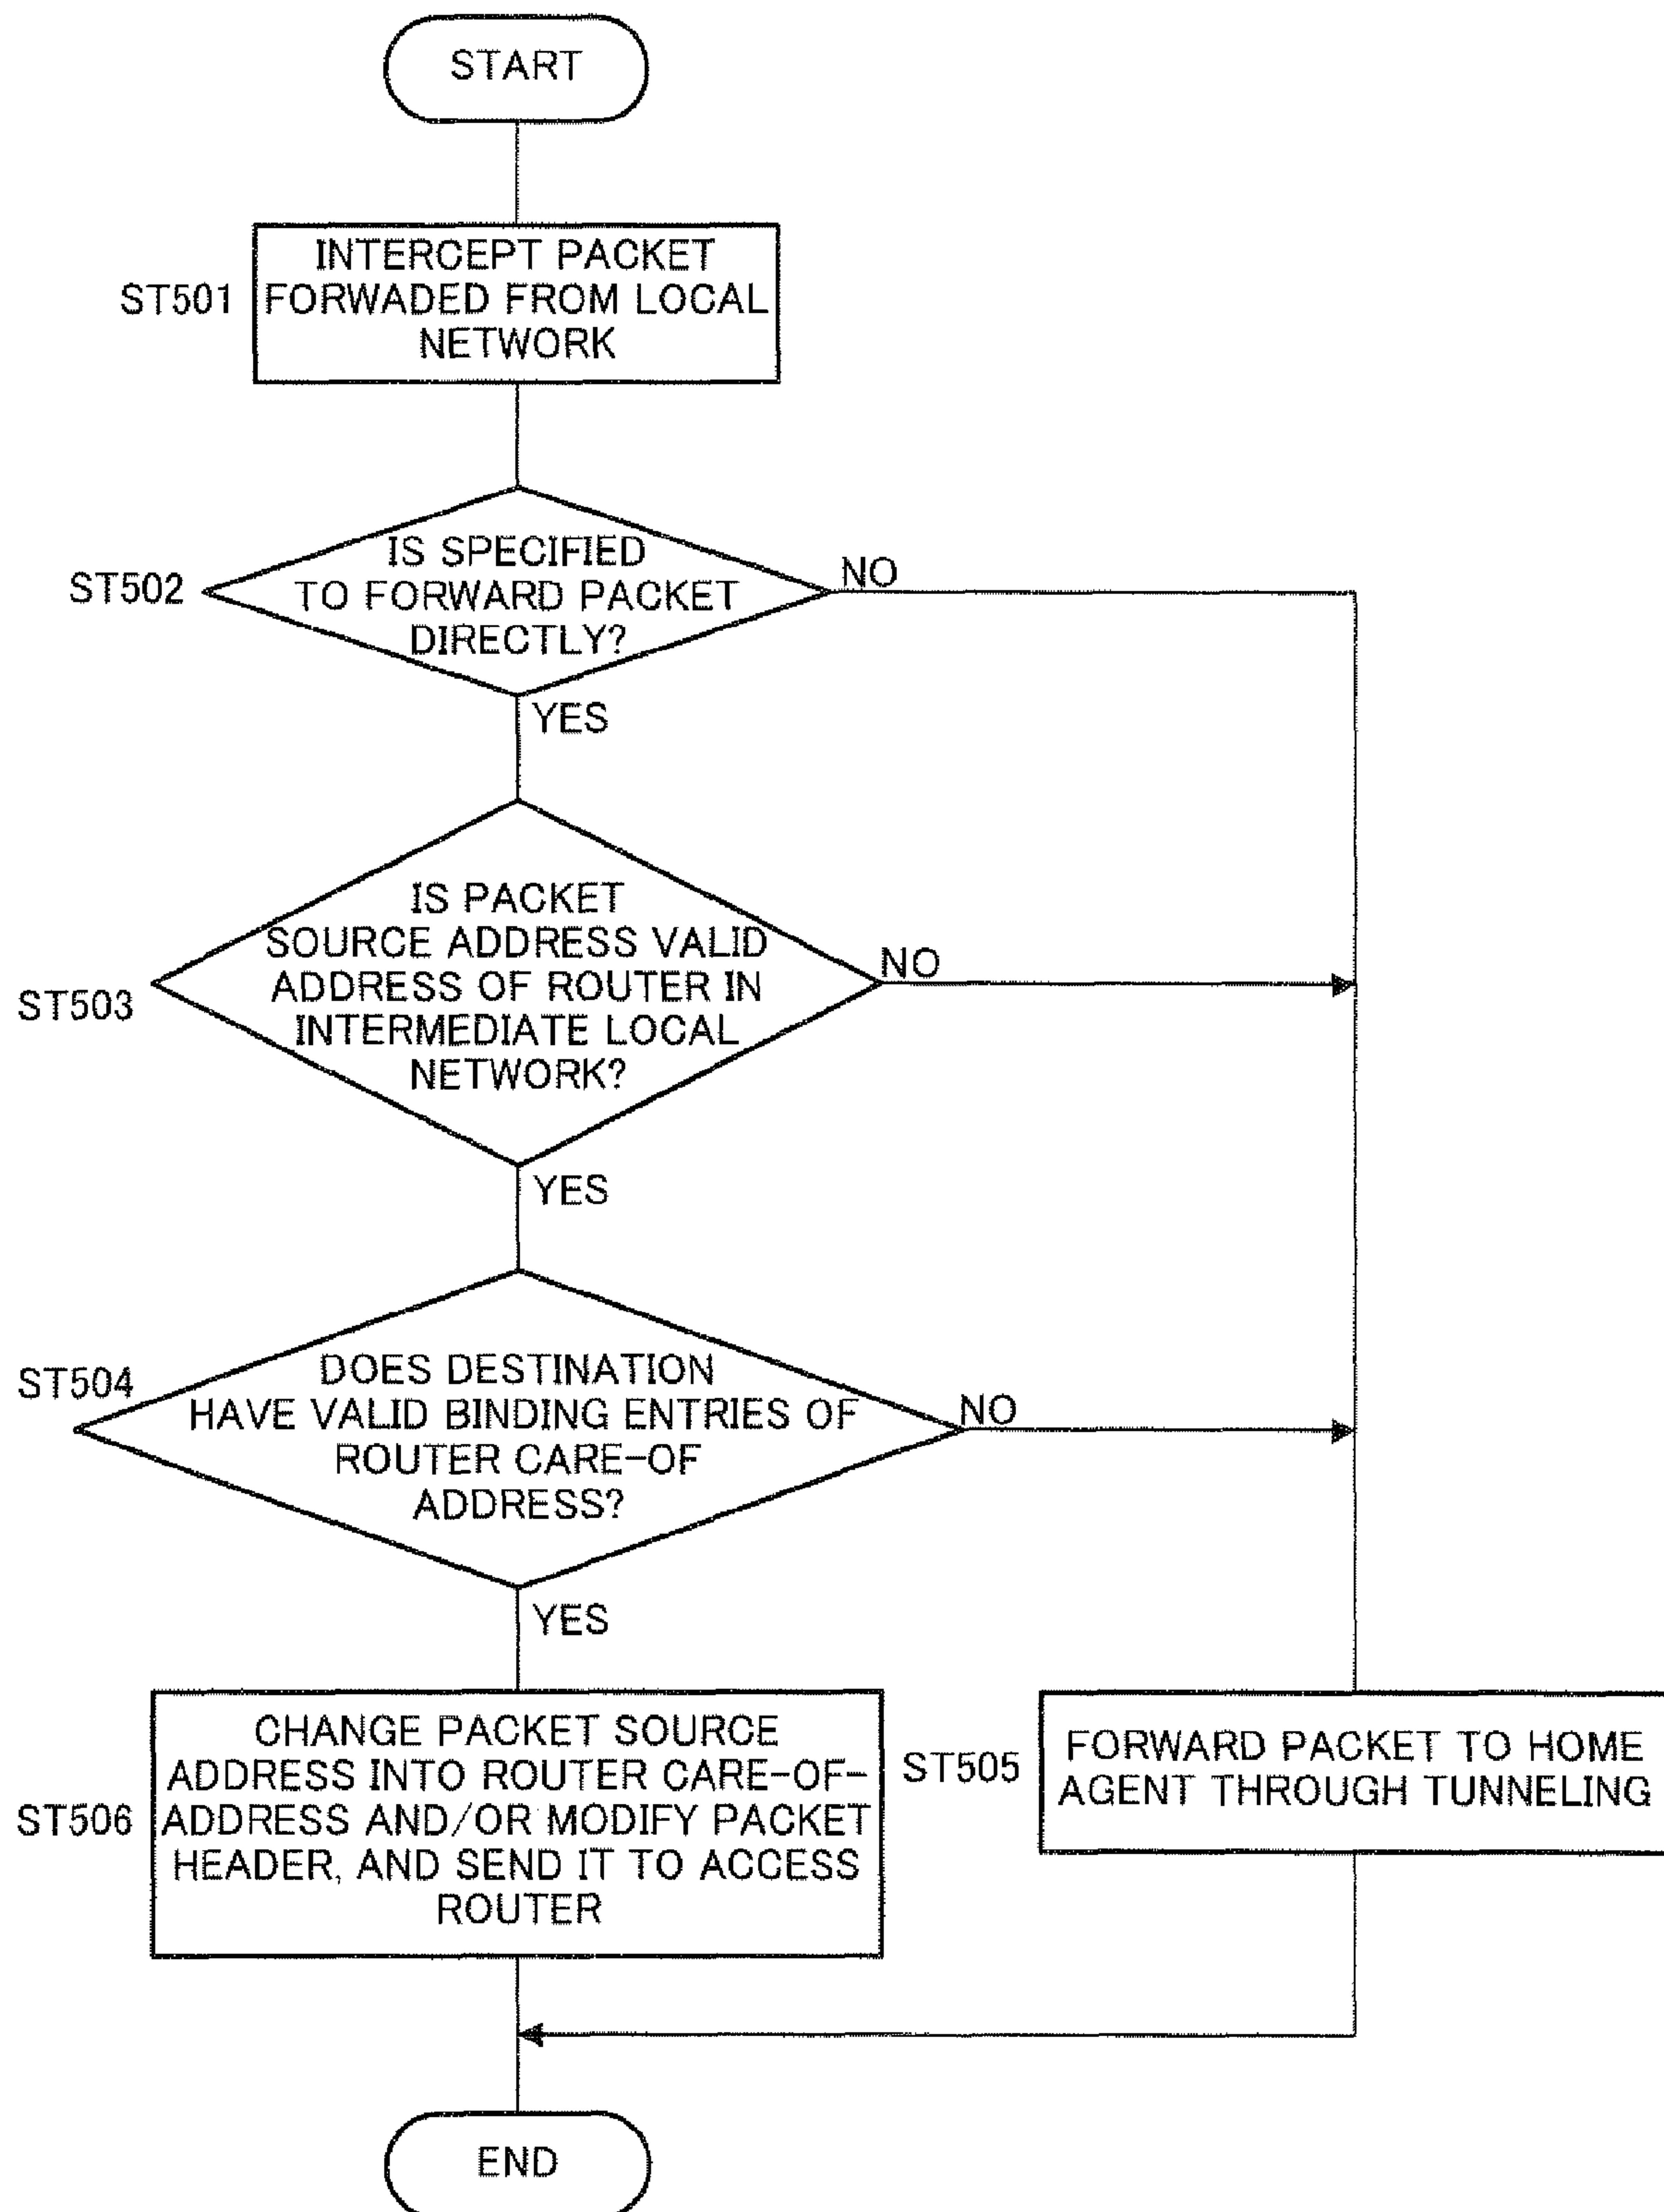 START
ST501
INTERCEPT PACKET
FORWADED FROM LOCAL
NETWORK
ST502
IS SPECIFIED
TO FORWARD PACKET
DIRECTLY?
NO
YES
ST503
IS PACKET
SOURCE ADDRESS VALID
ADDRESS OF ROUTER IN
INTERMEDIATE LOCAL
NETWORK?
NO
YES
ST504
DOES DESTINATION
HAVE VALID BINDING ENTRIES OF
ROUTER CARE-OF
ADDRESS?
NO
YES
ST506
CHANGE PACKET SOURCE
ADDRESS INTO ROUTER CARE-OF-
ADDRESS AND/OR MODIFY PACKET
HEADER, AND SEND IT TO ACCESS
ROUTER
ST505
FORWARD PACKET TO HOME
AGENT THROUGH TUNNELING
END